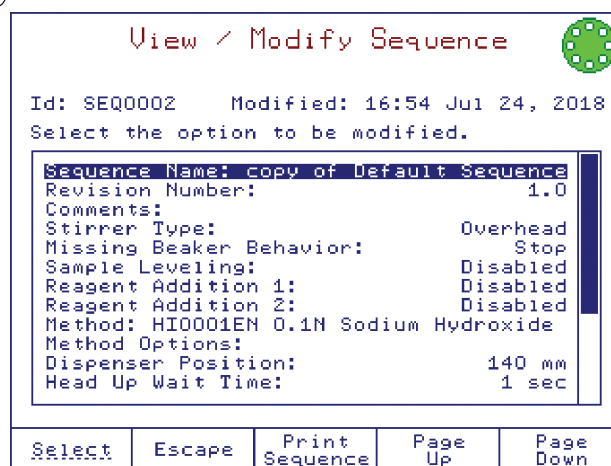 View / Modify Sequence
Id: SEQ0002 Modified: 16:54 Jul 24, 2018
Select the option to be modified.
Sequence Name: copy of Default Sequence
Revision Number: 1.0
Comments:
Stirrer Type: Overhead
Missing Beaker Behavior: Stop
Sample Leveling: Disabled
Reagent Addition 1: Disabled
Reagent Addition 2: Disabled
Method: HI0001EN 0.1N Sodium Hydroxide
Method Options:
Dispenser Position: 140 mm
Head Up Wait Time: 1 sec
Select Escape Print Sequence Page Up Page Down